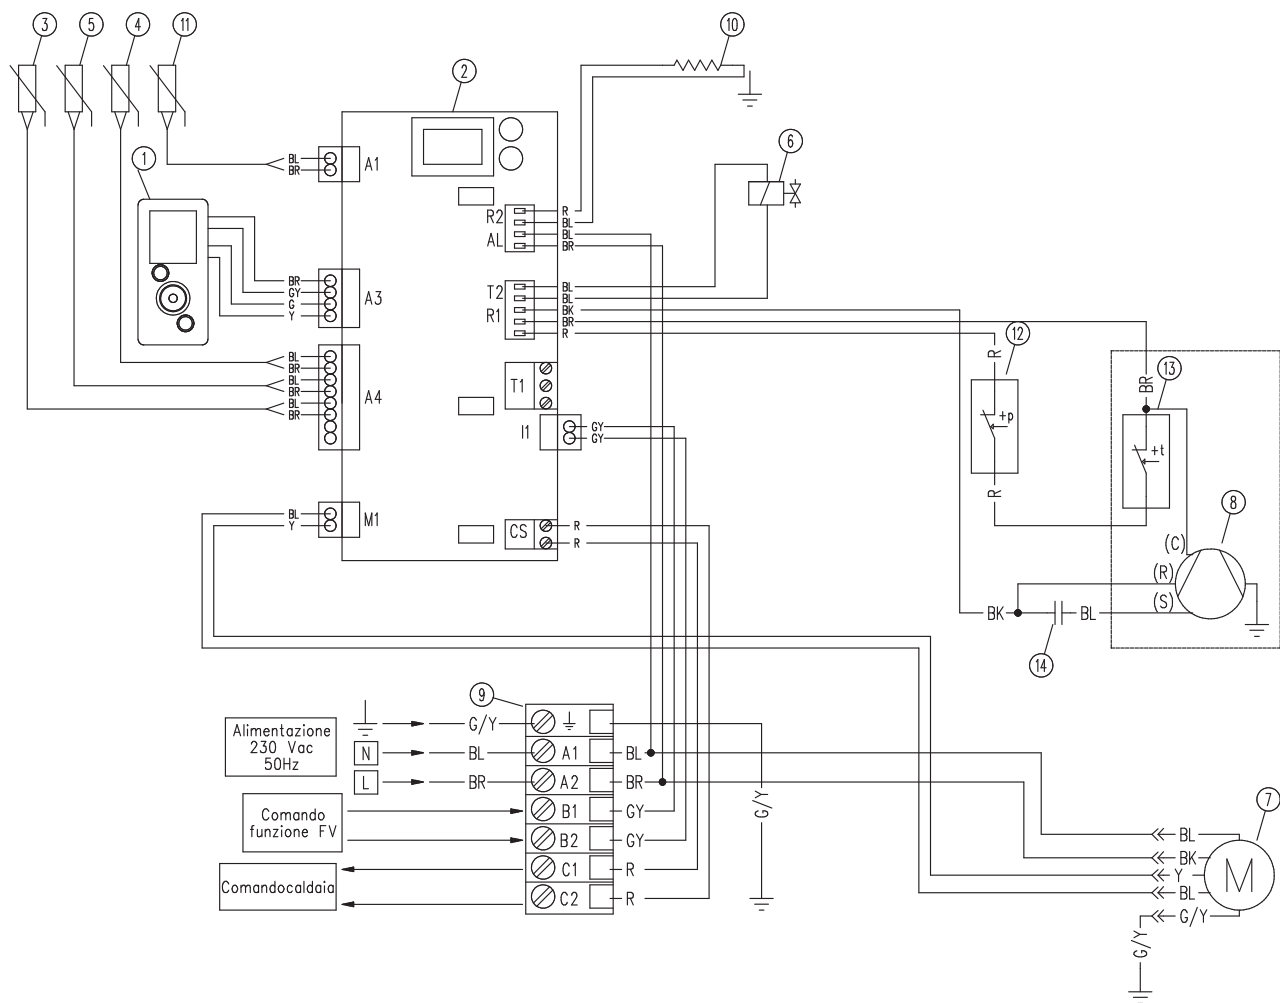 3
5
4
11
10
2
1
6
BL
BR
A1
R2
AL
R
BL
BL
BR
BR
GY
G
Y
A3
T2
R1
BL
BL
BK
BR
R
12
R
BR
13
BL
BR
BL
BR
BL
BR
A4
T1
I1
GY
GY
+p
+t
R
8
BL
Y
M1
CS
R
R
(C)
(R)
(S)
BK
BL
14
9
Alimentazione
230 Vac
50Hz
G/Y
N
BL
A1
BL
L
BR
A2
BR
Comando
funzione FV
B1
GY
B2
GY
G/Y
Comandocaldaia
C1
R
C2
R
7
BL
BK
Y
BL
G/Y
M
G/Y